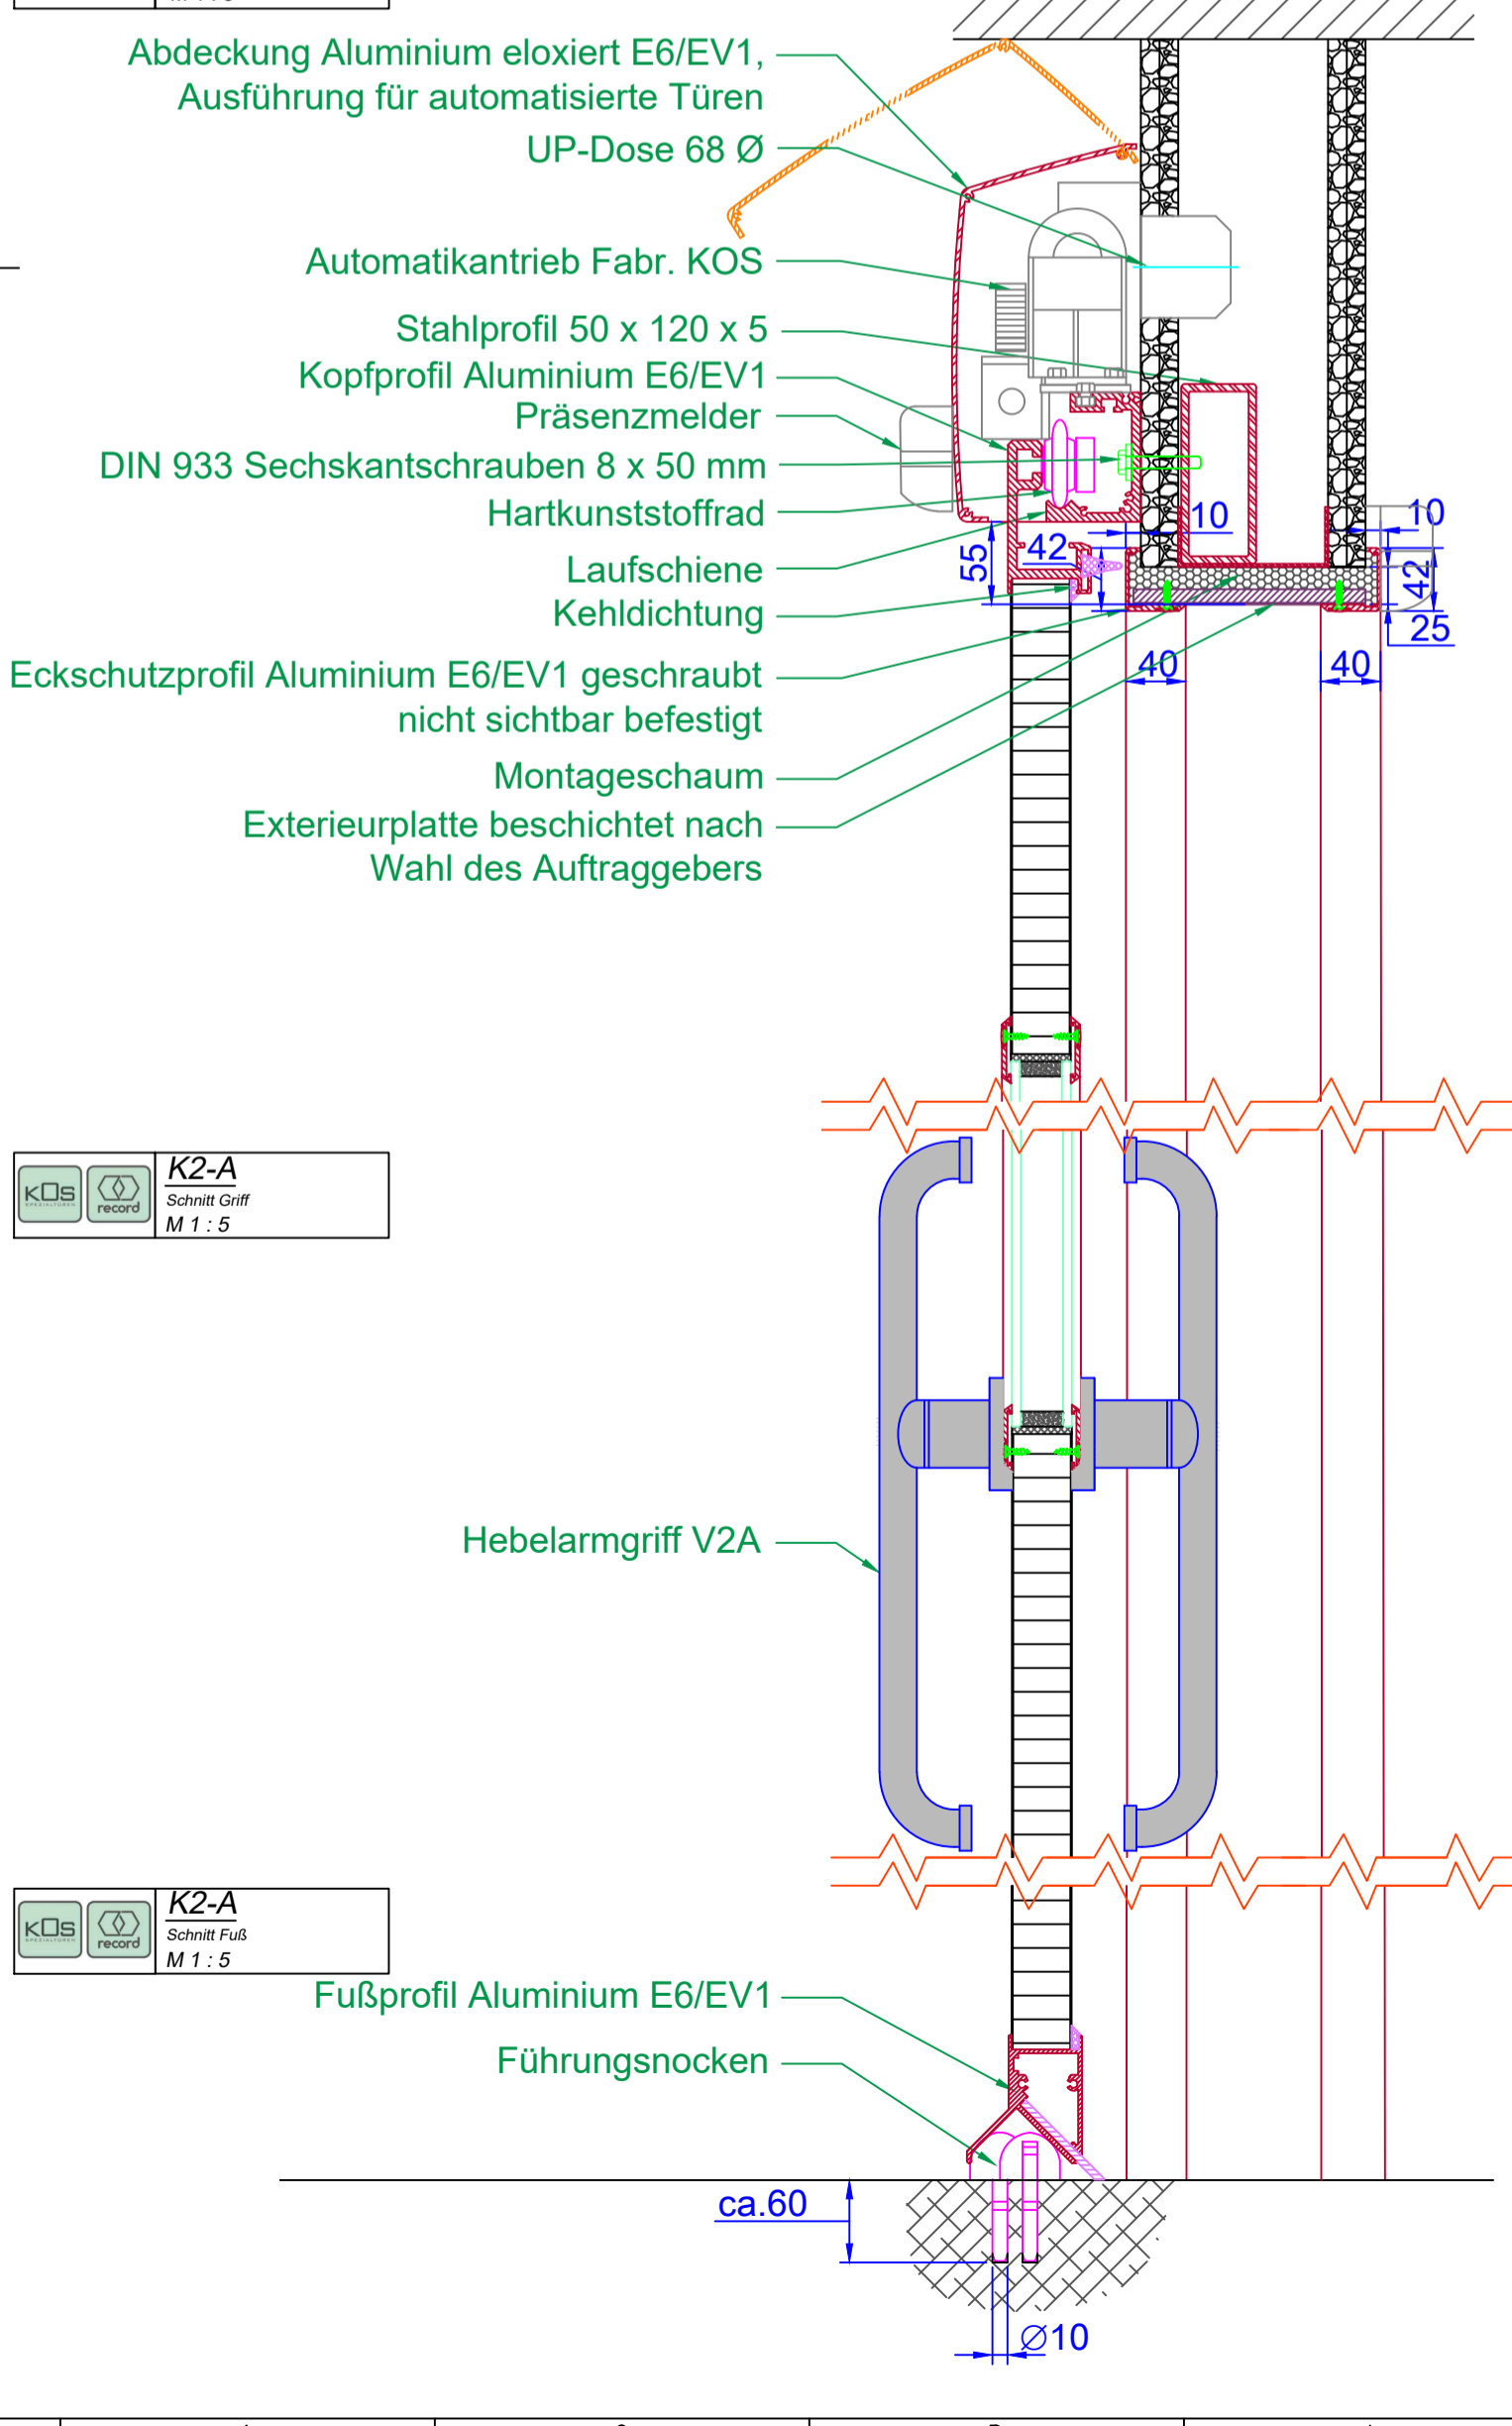 Abdeckung Aluminium eloxiert E6/EV1,
Ausführung für automatisierte Türen
UP-Dose 68 Ø
Automatikantrieb Fabr. KOS
Stahlprofil 50 x 120 x 5
Kopfprofil Aluminium E6/EV1
Präsenzmelder
DIN 933 Sechskantschrauben 8 x 50 mm
Hartkunststoffrad
Laufschiene
Kehldichtung
Eckschutzprofil Aluminium E6/EV1 geschraubt
nicht sichtbar befestigt
Montageschaum
Exterieurplatte beschichtet nach
Wahl des Auftraggebers
55
42
10
10
42
25
40
40
KOS
SPEZIALTÜREN
record
K2-A
Schnitt Griff
M 1 : 5
Hebelarmgriff V2A
KOS
SPEZIALTÜREN
record
K2-A
Schnitt Fuß
M 1 : 5
Fußprofil Aluminium E6/EV1
Führungsnocken
ca.60
∅10